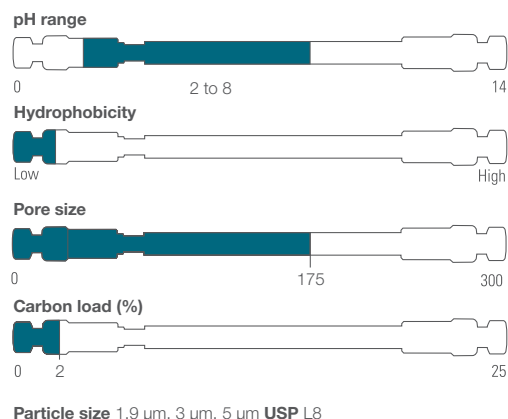 pH range
0 2 to 8 14
Hydrophobicity
Low High
Pore size
0 175 300
Carbon load (%)
0 2 25
Particle size 1.9 µm, 3 µm, 5 µm USP L8